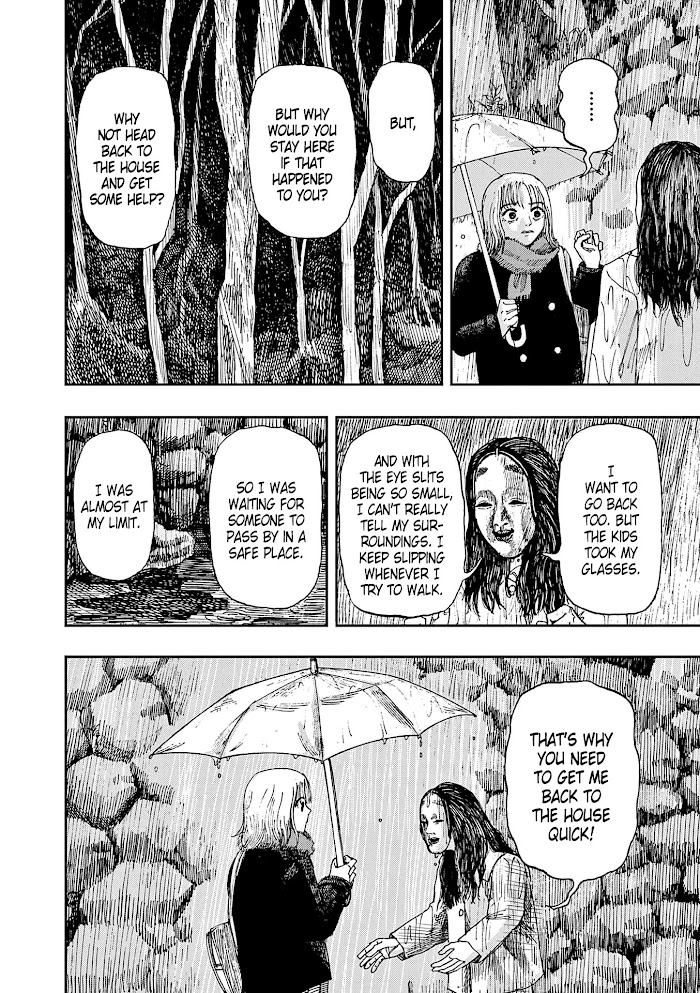 ......
BUT,
BUT WHY
WOULD YOU
STAY HERE
IF THAT
HAPPENED
TO YOU?
WHY
NOT HEAD
BACK TO
THE HOUSE
AND GET
SOME HELP?
I
WANT TO
GO BACK
TOO. BUT
THE KIDS
TOOK MY
GLASSES.
AND WITH
THE EYE SLITS
BEING SO SMALL,
I CAN'T REALLY
TELL MY SUR-
ROUNDINGS. I
KEEP SLIPPING
WHENEVER I
TRY TO WALK.
SO I WAS
WAITING FOR
SOMEONE TO
PASS BY IN A
SAFE PLACE.
I WAS
ALMOST AT
MY LIMIT.
THAT'S WHY
YOU NEED
TO GET ME
BACK TO
THE HOUSE
QUICK!